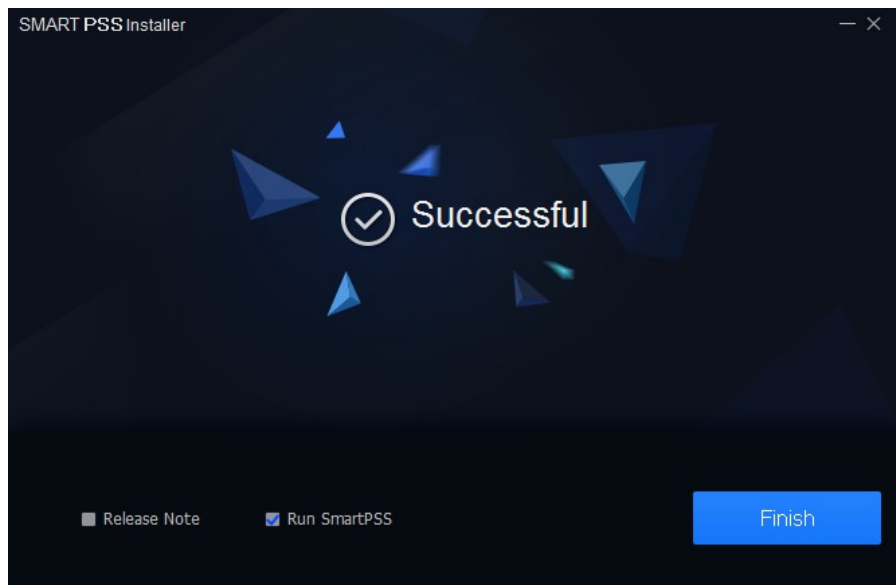 SMART PSS Installer
Successful
Release Note
Run SmartPSS
Finish